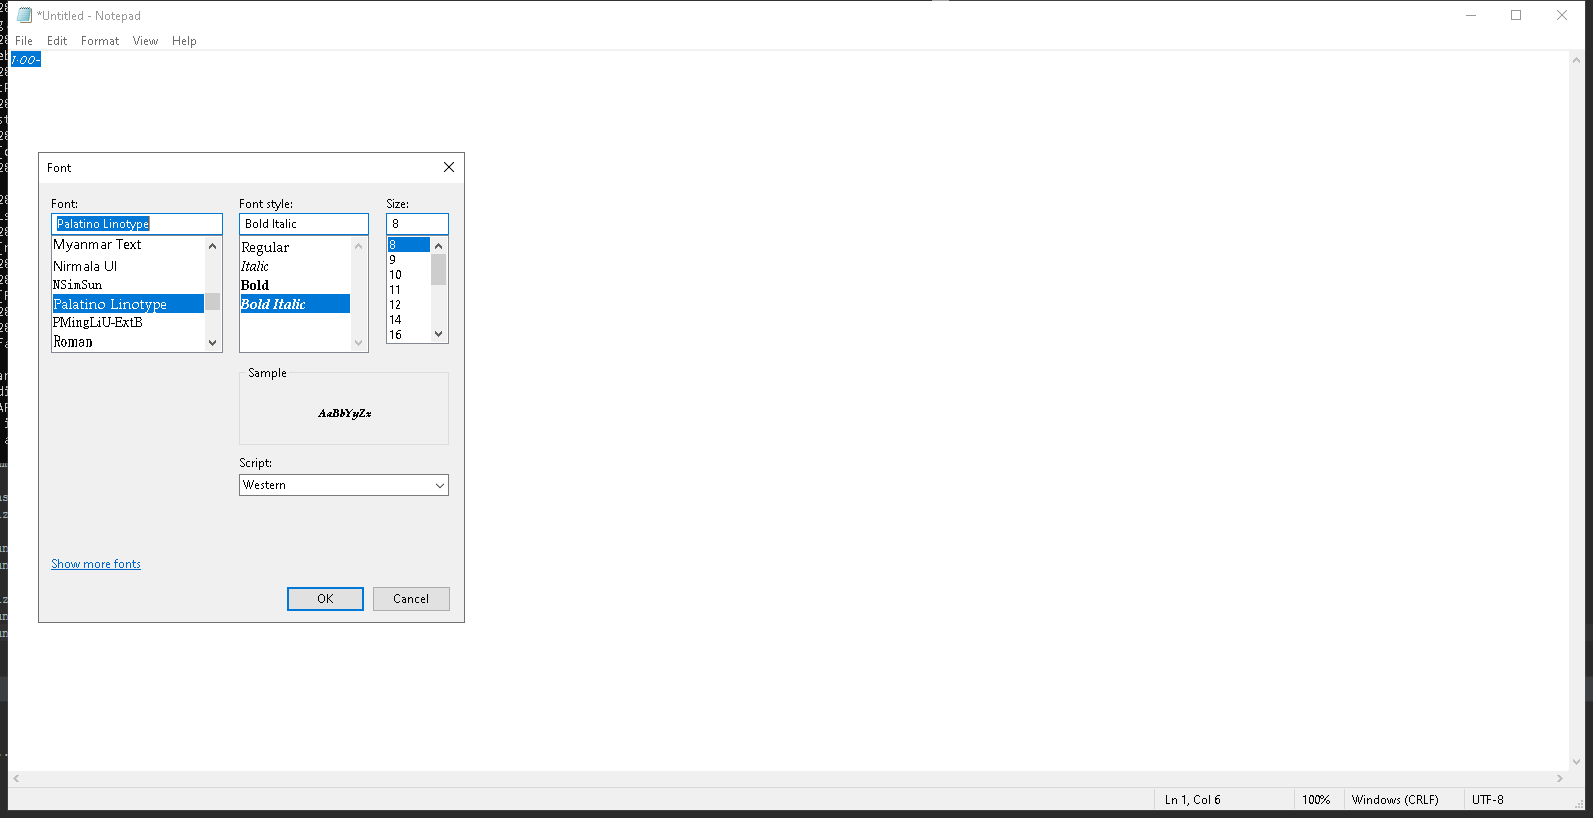 *Untitled - Notepad
File Edit Format View Help
1-00-
Font
Font: Font style: Size:
Palatino Linotype Bold Italic 8
Myanmar Text
Nirmala UI
NSimSun
Palatino Linotype
PMingLiU-ExtB
Roman
Regular
Italic
Bold
Bold Italic
8
9
10
11
12
14
16
Sample
AaBbYyZz
Script:
Western
Show more fonts
OK Cancel
Ln 1, Col 6 100% Windows (CRLF) UTF-8